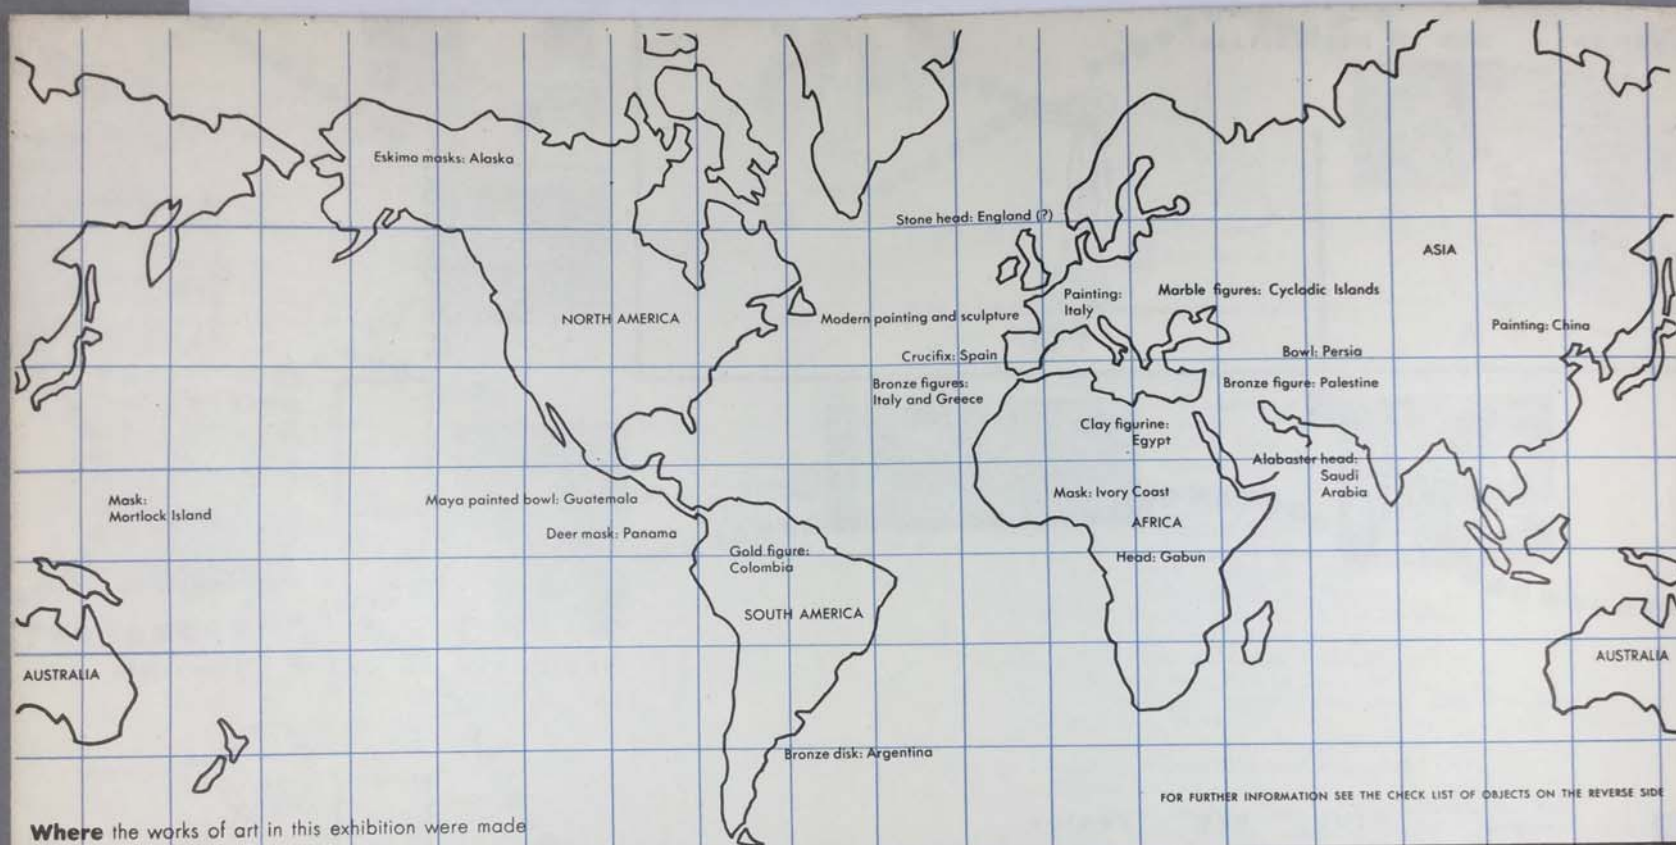 Eskimo masks: Alaska
Stone head: England (?)
ASIA
Painting:
Italy
Marble figures: Cycladic Islands
NORTH AMERICA
Modern painting and sculpture
Painting: China
Crucifix: Spain
Bowl: Persia
Bronze figures:
Italy and Greece
Bronze figure: Palestine
Clay figurine:
Egypt
Alabaster head:
Saudi
Arabia
Mask:
Mortlock Island
Maya painted bowl: Guatemala
Mask: Ivory Coast
Deer mask: Panama
AFRICA
Gold figure:
Colombia
Head: Gabun
SOUTH AMERICA
AUSTRALIA
AUSTRALIA
Bronze disk: Argentina
FOR FURTHER INFORMATION SEE THE CHECK LIST OF OBJECTS ON THE REVERSE SIDE
Where the works of art in this exhibition were made